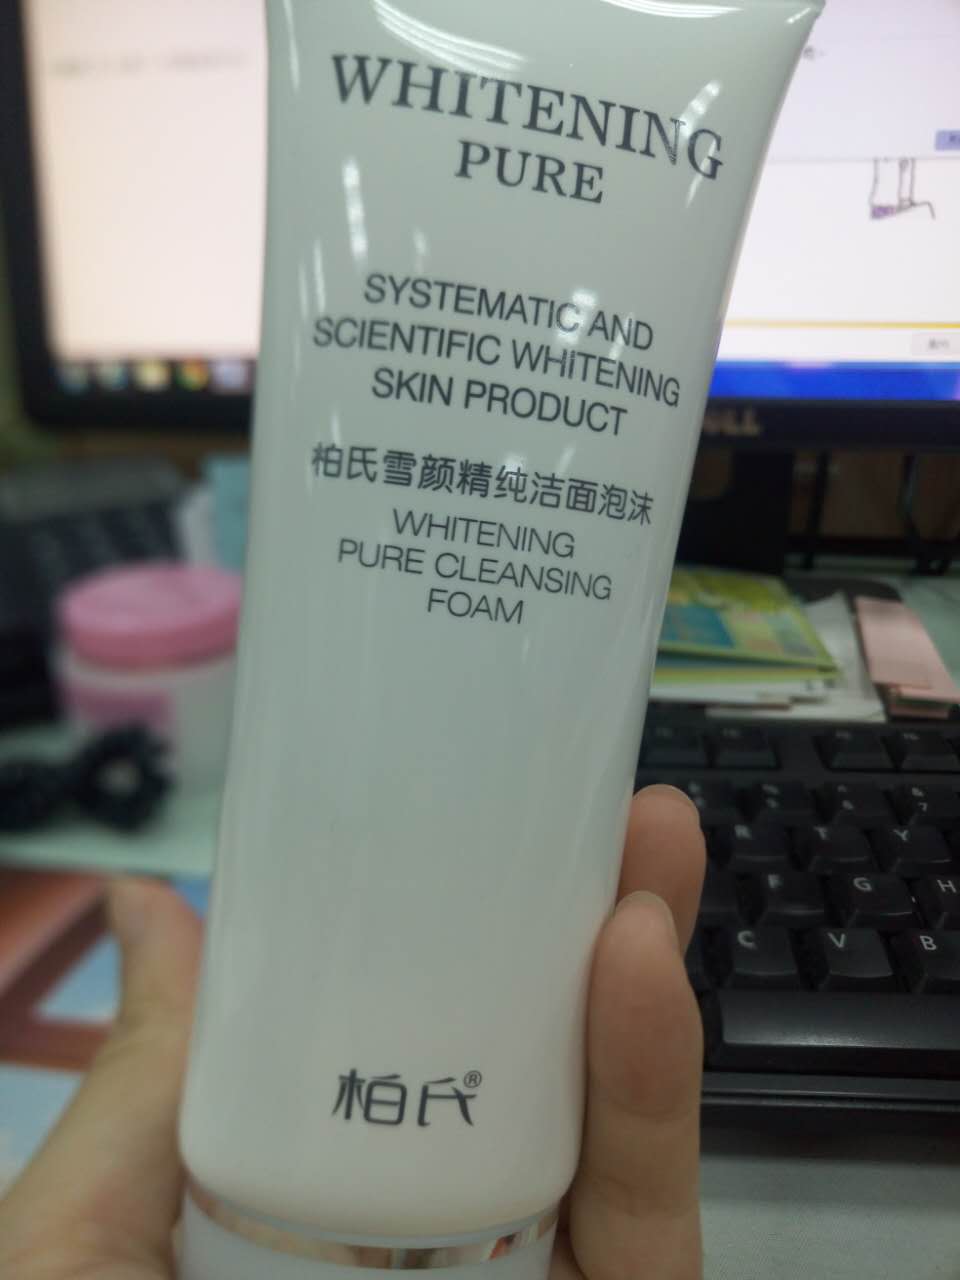 WHITENING
PURE
SYSTEMATIC AND
SCIENTIFIC WHITENING
SKIN PRODUCT
柏氏雪颜精纯洁面泡沫
WHITENING
PURE CLEANSING
FOAM
柏氏®
DELL
R T Y
F G H
C V B